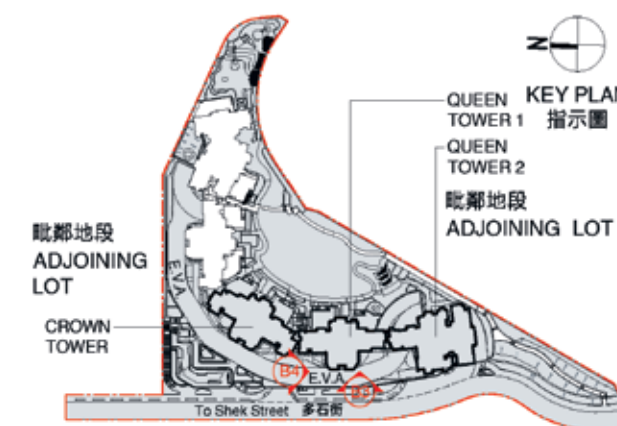 N
KEY PLAN
指示圖
QUEEN
TOWER 1
QUEEN
TOWER 2
毗鄰地段
ADJOINING LOT
毗鄰地段
ADJOINING
LOT
E.V.A
CROWN
TOWER
B4
E.V.A
B3
To Shek Street 多石街